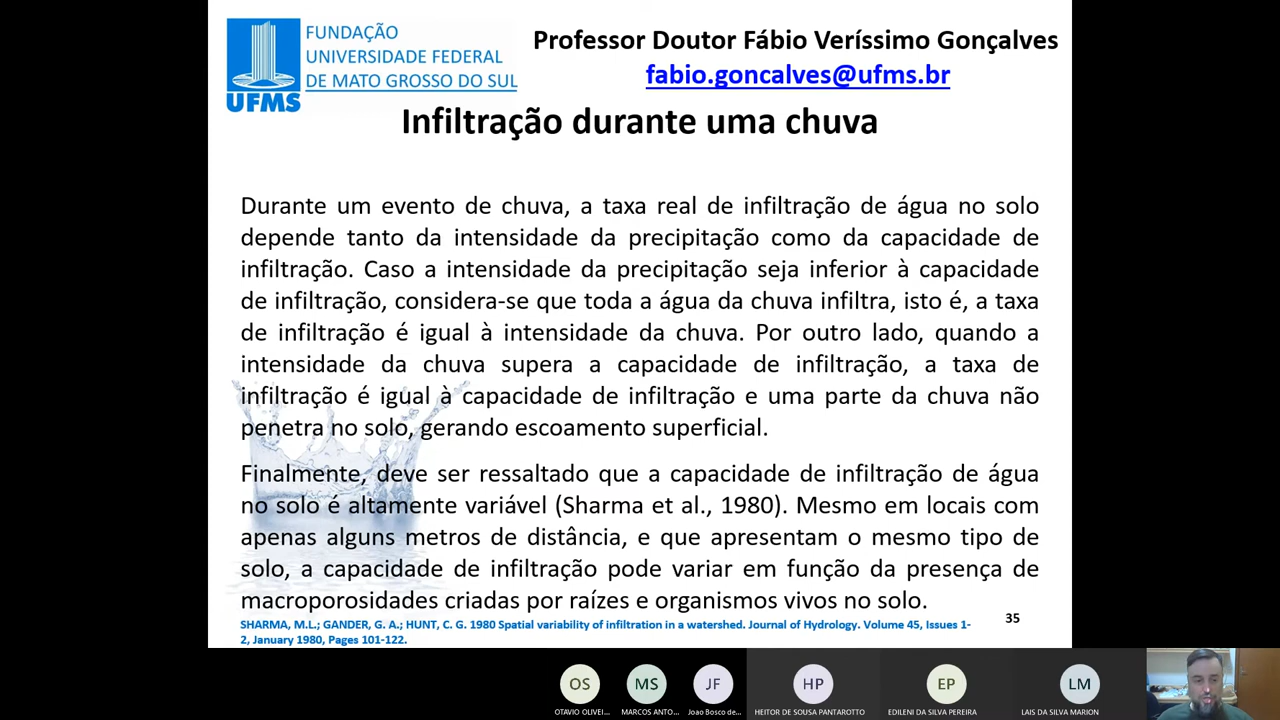 FUNDAÇÃO
UNIVERSIDADE FEDERAL
DE MATO GROSSO DO SUL
UFMS
Professor Doutor Fábio Veríssimo Gonçalves
fabio.goncalves@ufms.br
Infiltração durante uma chuva
Durante um evento de chuva, a taxa real de infiltração de água no solo
depende tanto da intensidade da precipitação como da capacidade de
infiltração. Caso a intensidade da precipitação seja inferior à capacidade
de infiltração, considera-se que toda a água da chuva infiltra, isto é, a taxa
de infiltração é igual à intensidade da chuva. Por outro lado, quando a
intensidade da chuva supera a capacidade de infiltração, a taxa de
infiltração é igual à capacidade de infiltração e uma parte da chuva não
penetra no solo, gerando escoamento superficial.
Finalmente, deve ser ressaltado que a capacidade de infiltração de água
no solo é altamente variável (Sharma et al., 1980). Mesmo em locais com
apenas alguns metros de distância, e que apresentam o mesmo tipo de
solo, a capacidade de infiltração pode variar em função da presença de
macroporosidades criadas por raízes e organismos vivos no solo.
SHARMA, M.L.; GANDER, G. A.; HUNT, C. G. 1980 Spatial variability of infiltration in a watershed. Journal of Hydrology. Volume 45, Issues 1-
2, January 1980, Pages 101-122.
35
OS MS JF HP EP LM
OTAVIO OLIVEI... MARCOS ANTO... Joao Bosco de... HEITOR DE SOUSA PANTAROTTO EDILENI DA SILVA PEREIRA LAIS DA SILVA MARION